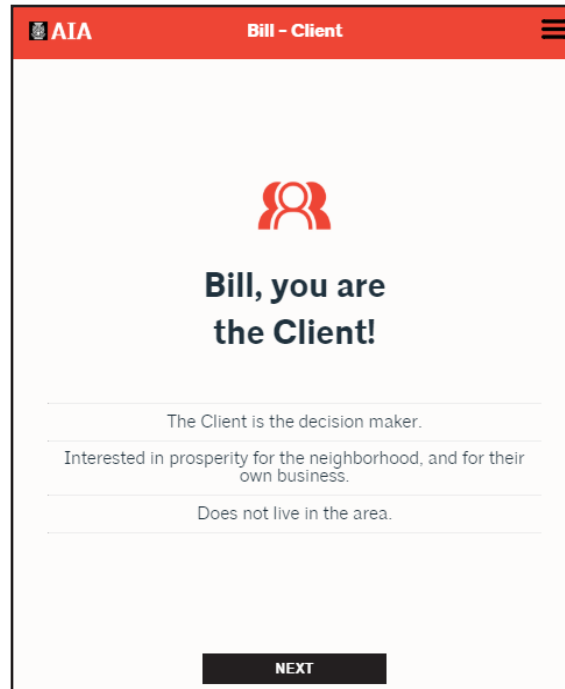 AIA
Bill – Client
Bill, you are
the Client!
The Client is the decision maker.
Interested in prosperity for the neighborhood, and for their
own business.
Does not live in the area.
NEXT